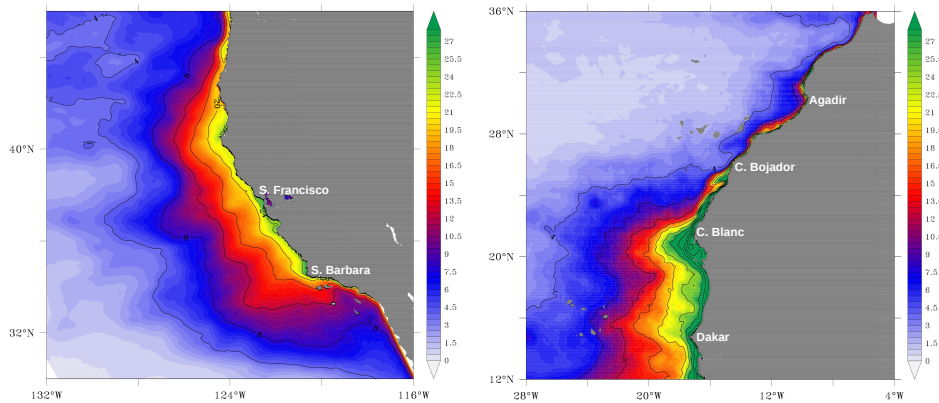 40°N
32°N
132°W
124°W
116°W
S. Francisco
S. Barbara
20
8
4
27
25.5
24
22.5
21
19.5
18
16.5
15
13.5
12
10.5
9
7.5
6
4.5
3
1.5
0
36°N
28°N
20°N
12°N
28°W
20°W
12°W
4°W
Agadir
C. Bojador
C. Blanc
Dakar
27
25.5
24
22.5
21
19.5
18
16.5
15
13.5
12
10.5
9
7.5
6
4.5
3
1.5
0